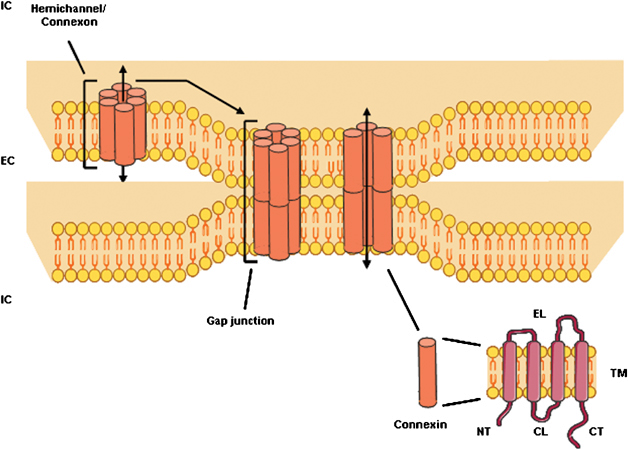 IC
Hemichannel/
Connexon
EC
IC
Gap junction
EL
TM
Connexin
NT
CL
CT